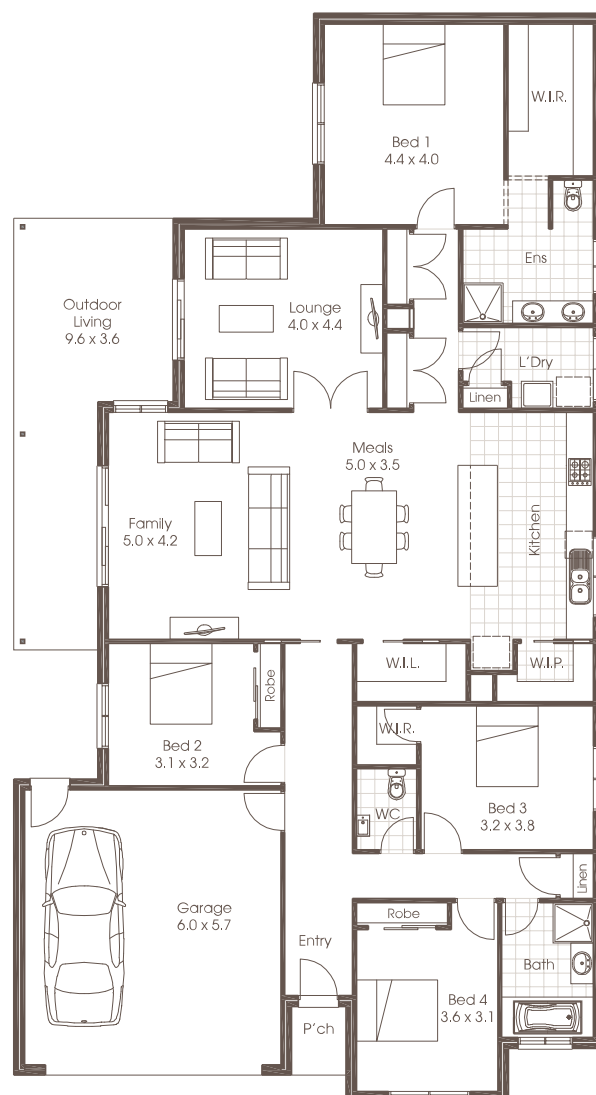 W.I.R.
Bed 1
4.4 x 4.0
Ens
Outdoor
Living
9.6 x 3.6
Lounge
4.0 x 4.4
L'Dry
Linen
Meals
5.0 x 3.5
Family
5.0 x 4.2
Kitchen
W.I.L.
W.I.P.
Robe
Bed 2
3.1 x 3.2
W.I.R.
WC
Bed 3
3.2 x 3.8
Linen
Garage
6.0 x 5.7
Robe
Entry
Bath
Bed 4
3.6 x 3.1
P'ch